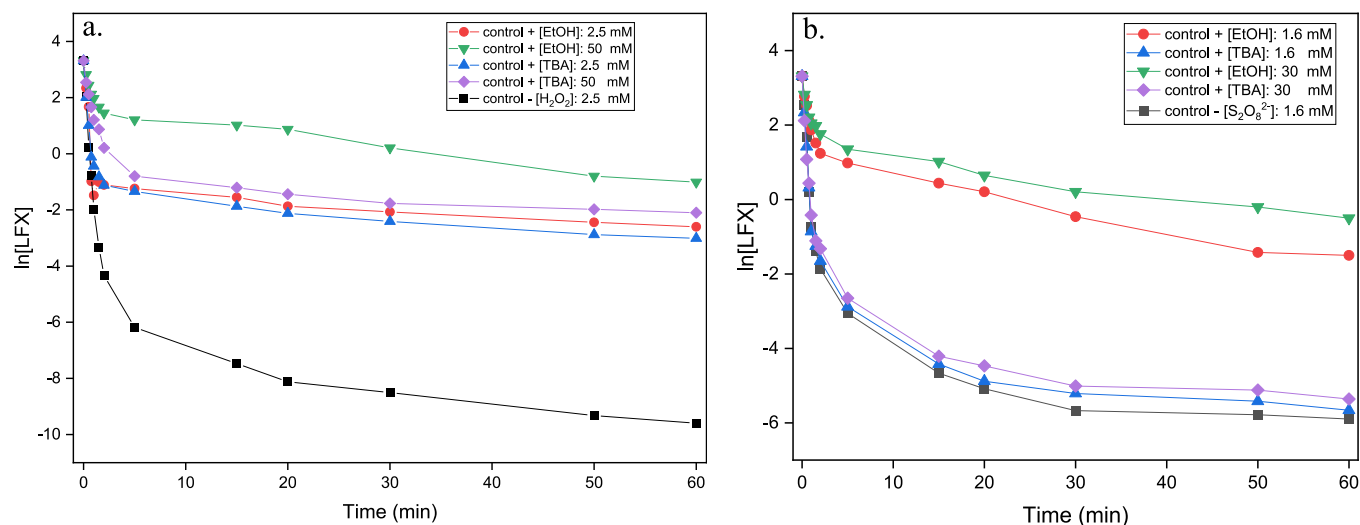 a.
control + [EtOH]: 2.5 mM
control + [EtOH]: 50 mM
control + [TBA]: 2.5 mM
control + [TBA]: 50 mM
control - [H₂O₂]: 2.5 mM
4
2
0
-2
-4
-6
-8
-10
ln[LFX]
0
10
20
30
40
50
60
Time (min)
b.
control + [EtOH]: 1.6 mM
control + [TBA]: 1.6 mM
control + [EtOH]: 30 mM
control + [TBA]: 30 mM
control - [S₂O₈²⁻]: 1.6 mM
4
2
0
-2
-4
-6
ln[LFX]
0
10
20
30
40
50
60
Time (min)